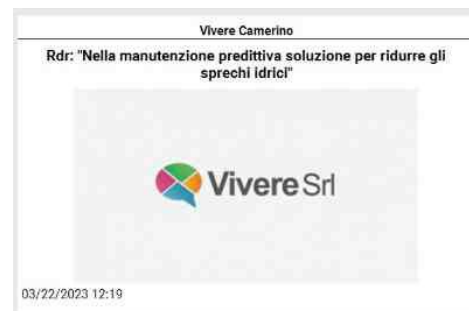 Vivere Camerino
Rdr: "Nella manutenzione predittiva soluzione per ridurre gli
sprechi idrici"
Vivere Srl
03/22/2023 12:19